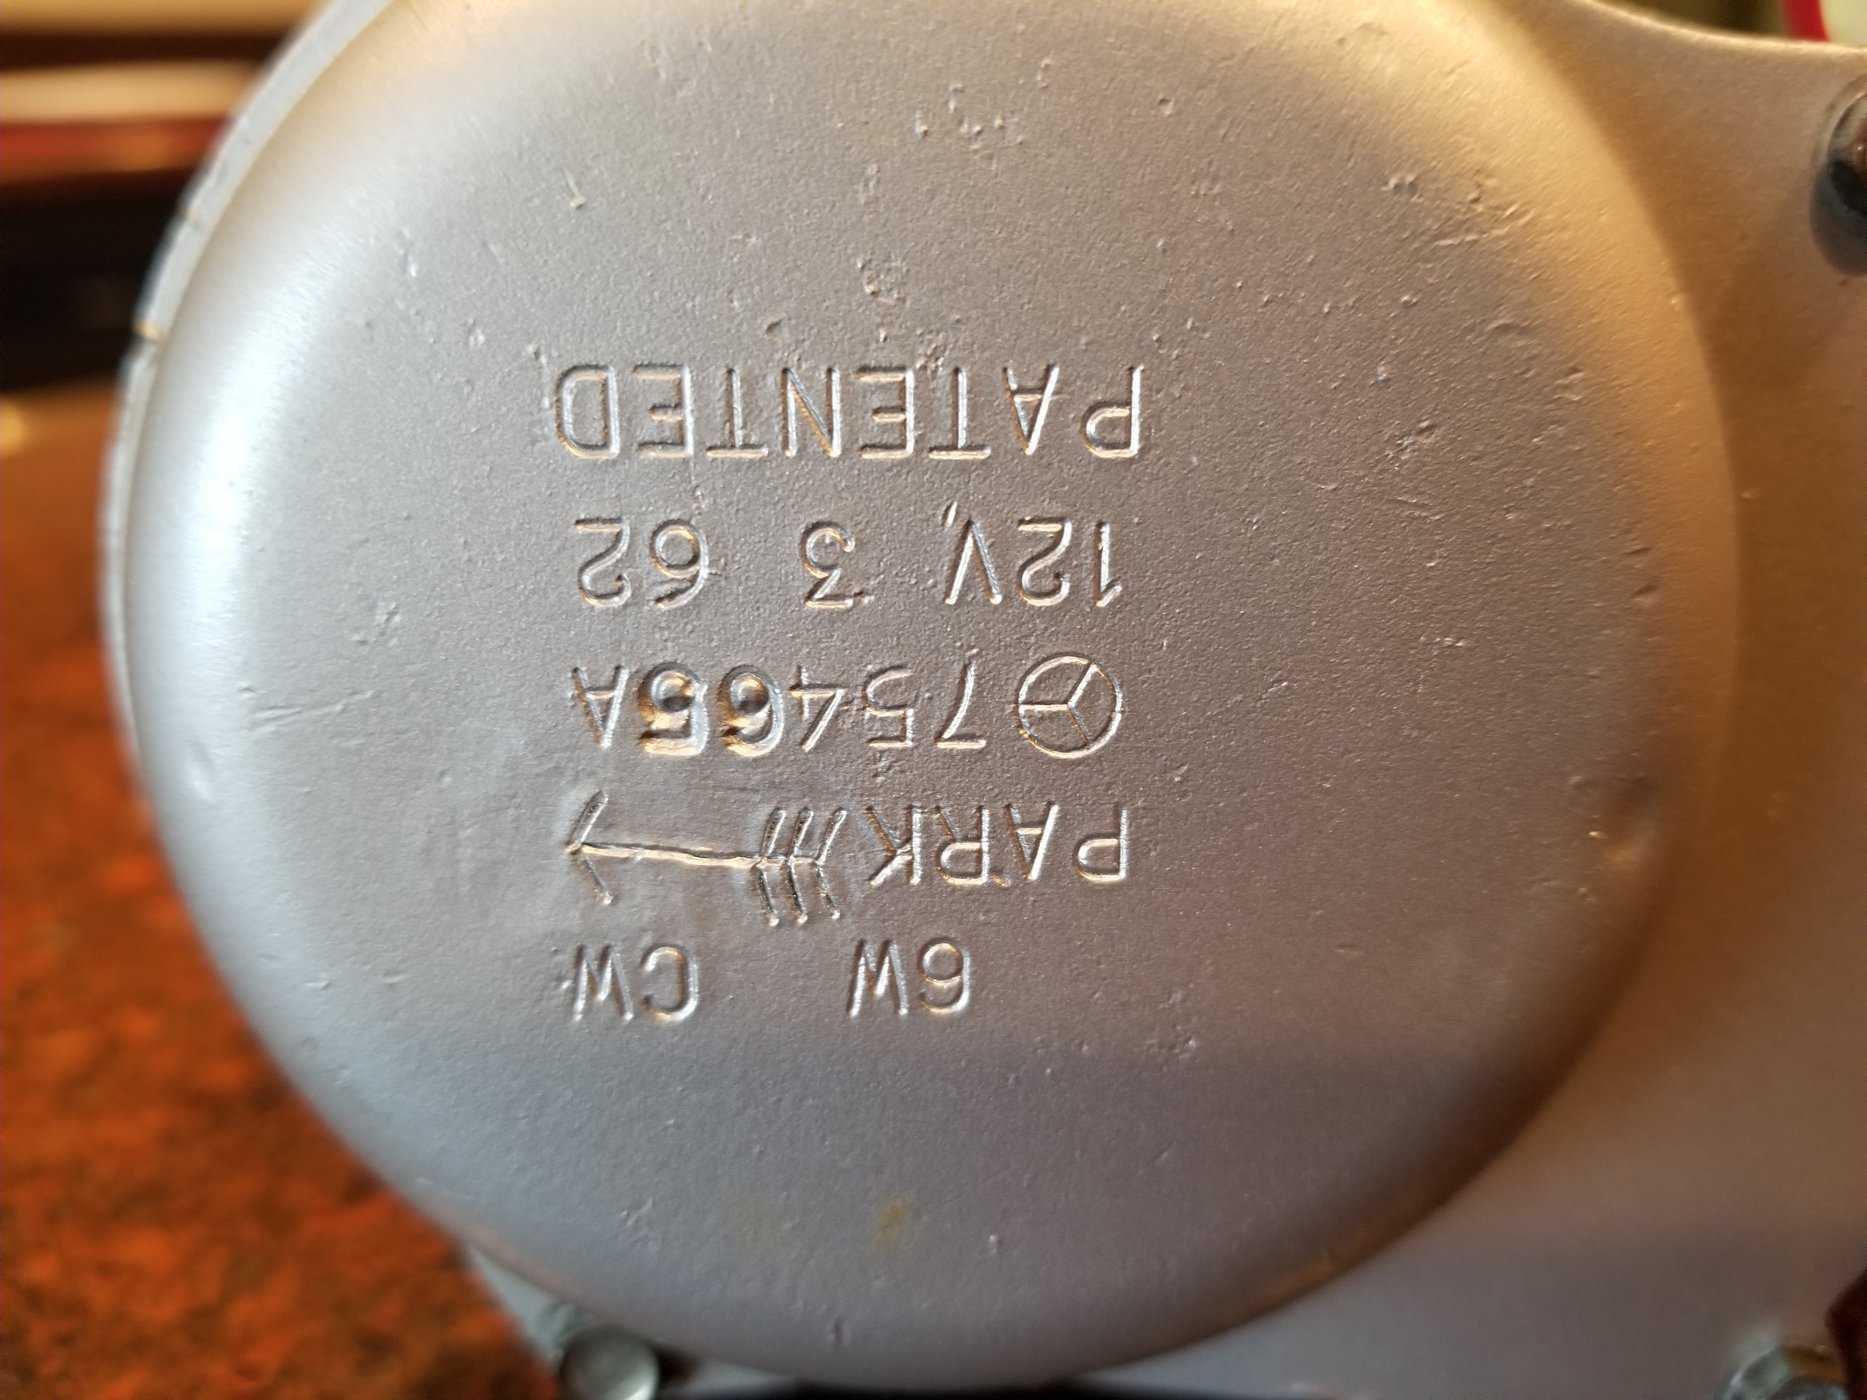 6W CW
PARK
75465A
12V, 3 62
PATENTED